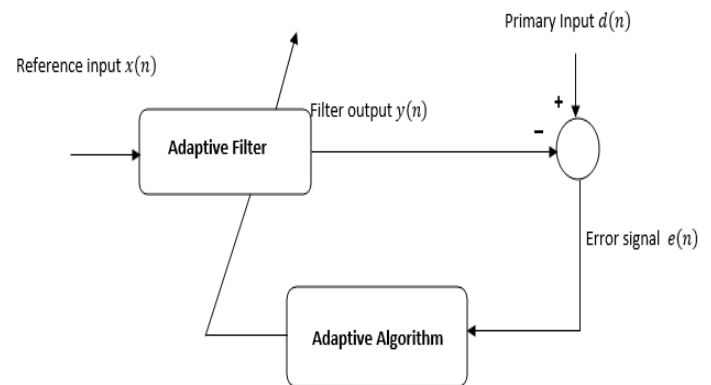 Primary Input d(n)
Reference input x(n)
Filter output y(n)
+
-
Adaptive Filter
Error signal e(n)
Adaptive Algorithm